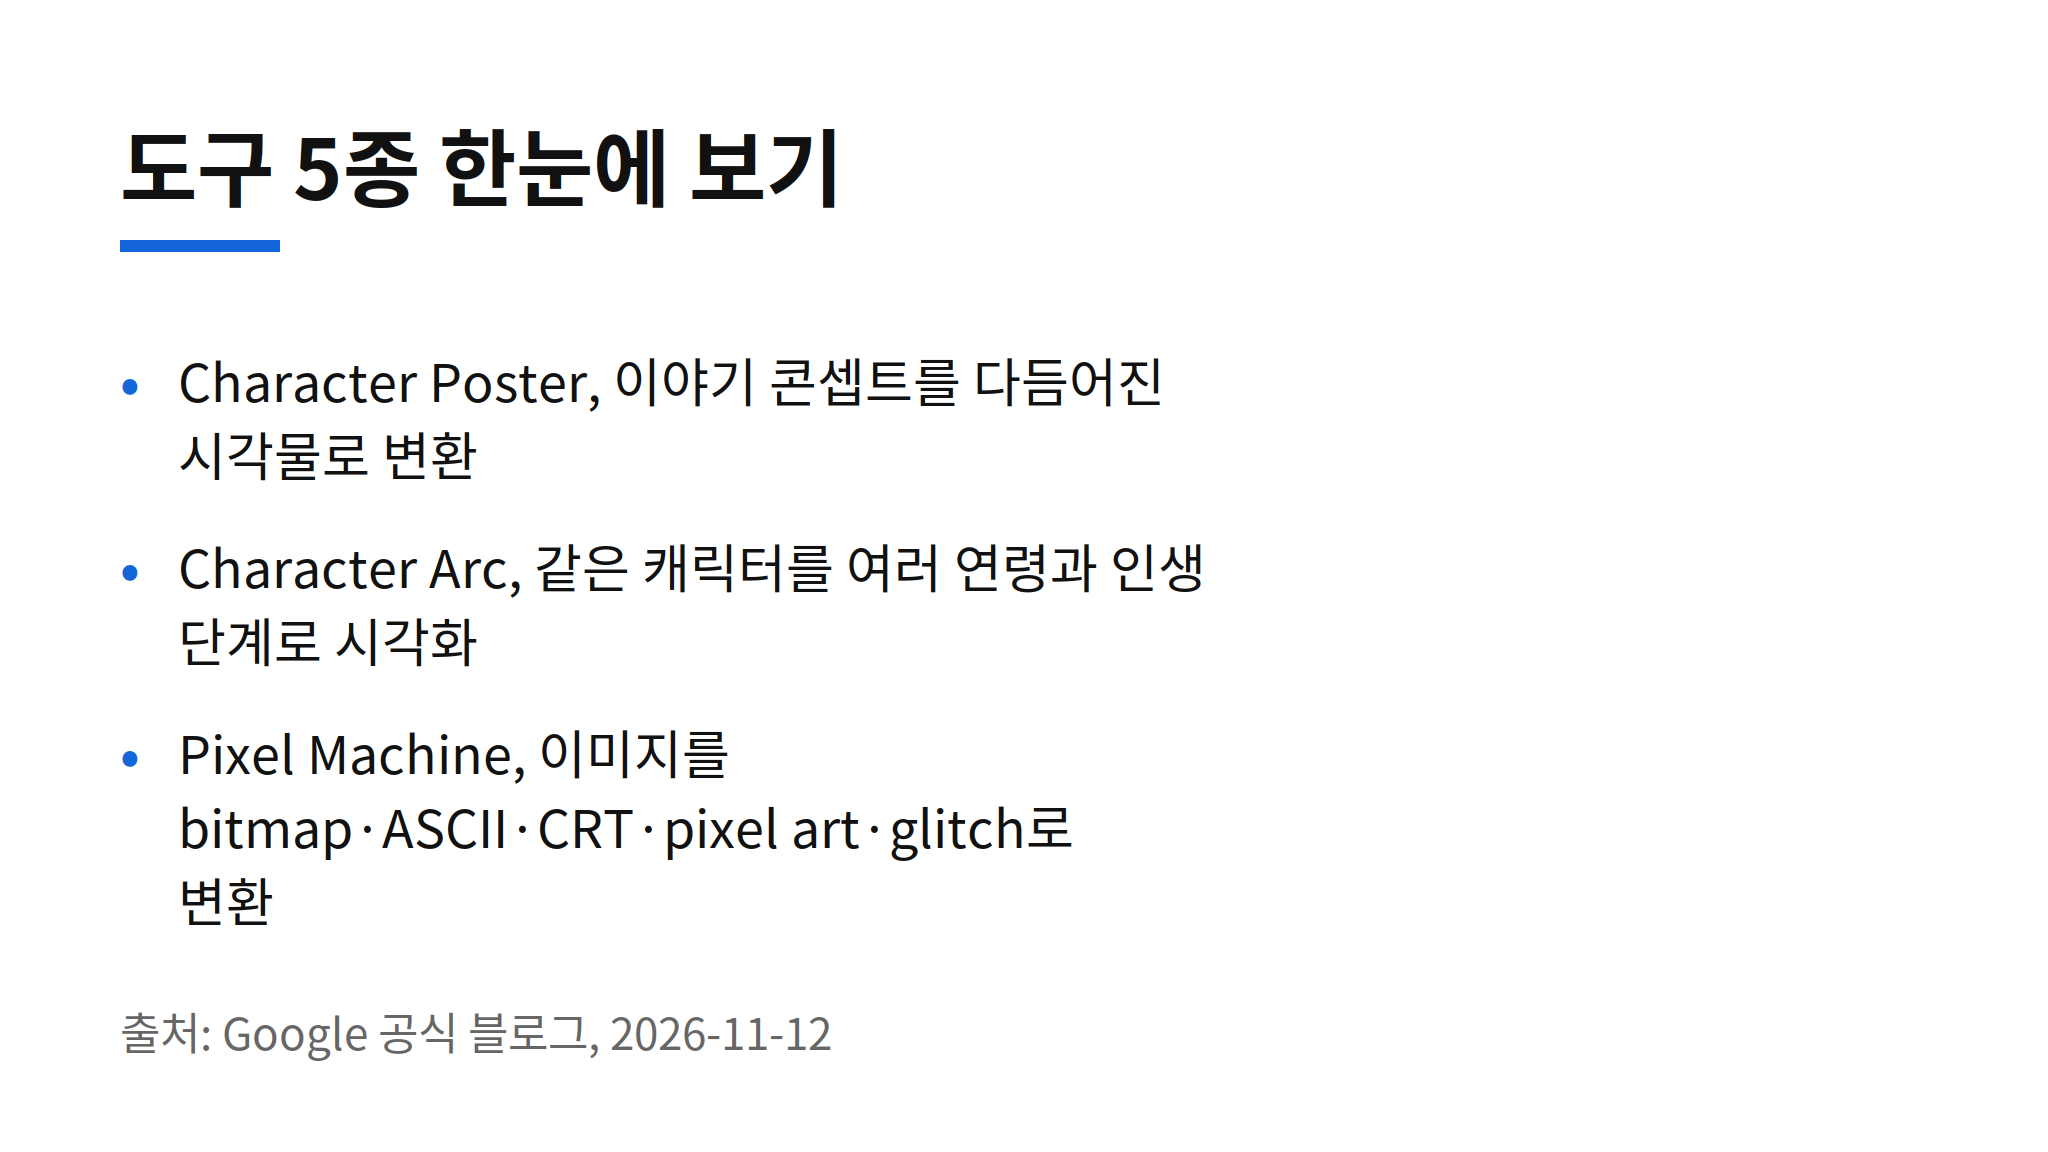 도구 5종 한눈에 보기
• Character Poster, 이야기 콘셉트를 다듬어진
시각물로 변환
• Character Arc, 같은 캐릭터를 여러 연령과 인생
단계로 시각화
• Pixel Machine, 이미지를
bitmap·ASCII·CRT·pixel art·glitch로
변환
출처: Google 공식 블로그, 2026-11-12